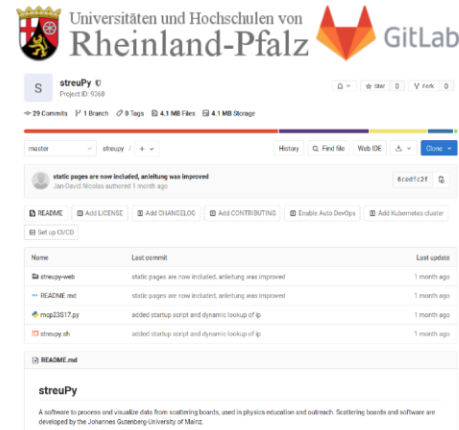 Universitäten und Hochschulen von
Rheinland-Pfalz
GitLab
S
streuPy
Project ID: 9368
Star 0
Fork 0
29 Commits 1 Branch 0 Tags 4.1 MB Files 4.1 MB Storage
master
streupy /
+
History
Find file
Web IDE
Clone
static pages are now included, anleitung was improved
Jan-David Nicolas authored 1 month ago
README
Add LICENSE
Add CHANGELOG
Add CONTRIBUTING
Enable Auto DevOps
Add Kubernetes cluster
Set up CI/CD
Name Last commit Last update
streupy-web static pages are now included, anleitung was improved 1 month ago
README.md static pages are now included, anleitung was improved 1 month ago
mcp23S17.py added startup script and dynamic lookup of ip 1 month ago
streupy.sh added startup script and dynamic lookup of ip 1 month ago
README.md
streuPy
A software to process and visualize data from scattering boards, used in physics education and outreach. Scattering boards and software are
developed by the Johannes Gutenberg-University of Mainz.